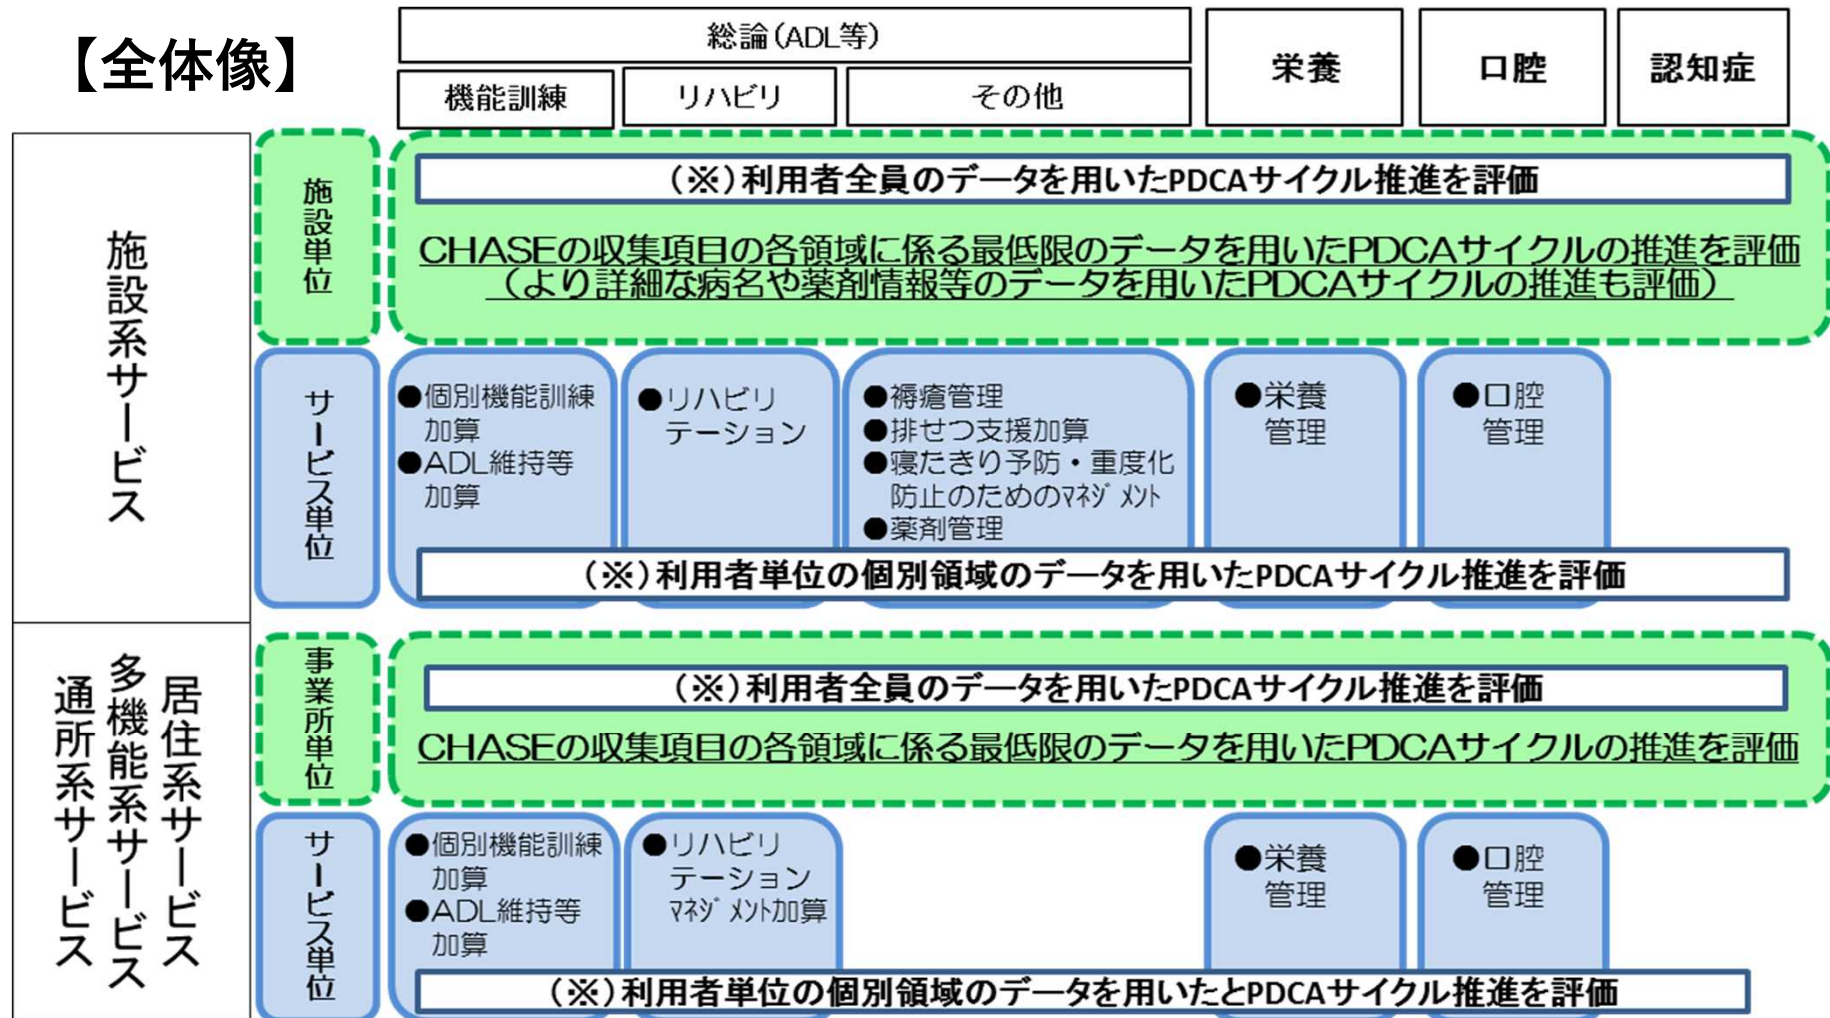 【全体像】
総論(ADL等)
機能訓練
リハビリ
その他
栄養
口腔
認知症
施設系サービス
施設単位
(※)利用者全員のデータを用いたPDCAサイクル推進を評価
CHASEの収集項目の各領域に係る最低限のデータを用いたPDCAサイクルの推進を評価
(より詳細な病名や薬剤情報等のデータを用いたPDCAサイクルの推進も評価)
サービス単位
●個別機能訓練
加算
●ADL維持等
加算
●リハビリ
テーション
●褥瘡管理
●排せつ支援加算
●寝たきり予防・重度化
防止のためのﾏﾈｼﾞﾒﾝﾄ
●薬剤管理
●栄養
管理
●口腔
管理
(※)利用者単位の個別領域のデータを用いたPDCAサイクル推進を評価
居住系サービス
多機能系サービス
通所系サービス
事業所単位
(※)利用者全員のデータを用いたPDCAサイクル推進を評価
CHASEの収集項目の各領域に係る最低限のデータを用いたPDCAサイクルの推進を評価
サービス単位
●個別機能訓練
加算
●ADL維持等
加算
●リハビリ
テーション
ﾏﾈｼﾞﾒﾝﾄ加算
●栄養
管理
●口腔
管理
(※)利用者単位の個別領域のデータを用いたとPDCAサイクル推進を評価